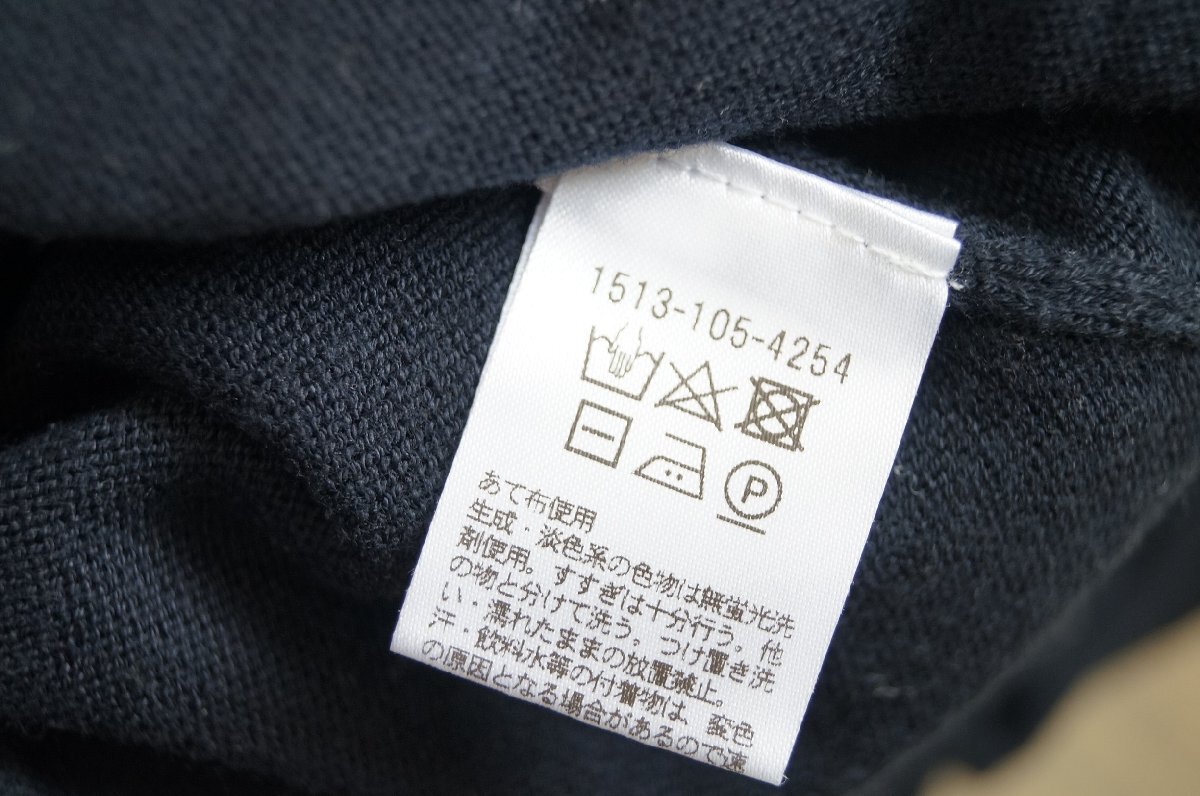 1513-105-4254
P
あて布使用
生成・淡色系の色物は無蛍光洗
剤使用。すすぎは十分行う。他
の物と分けて洗う。つけ置き洗
い・濡れたままの放置禁止。
汗・飲料水等の付着物は、変色
の原因となる場合があるので速